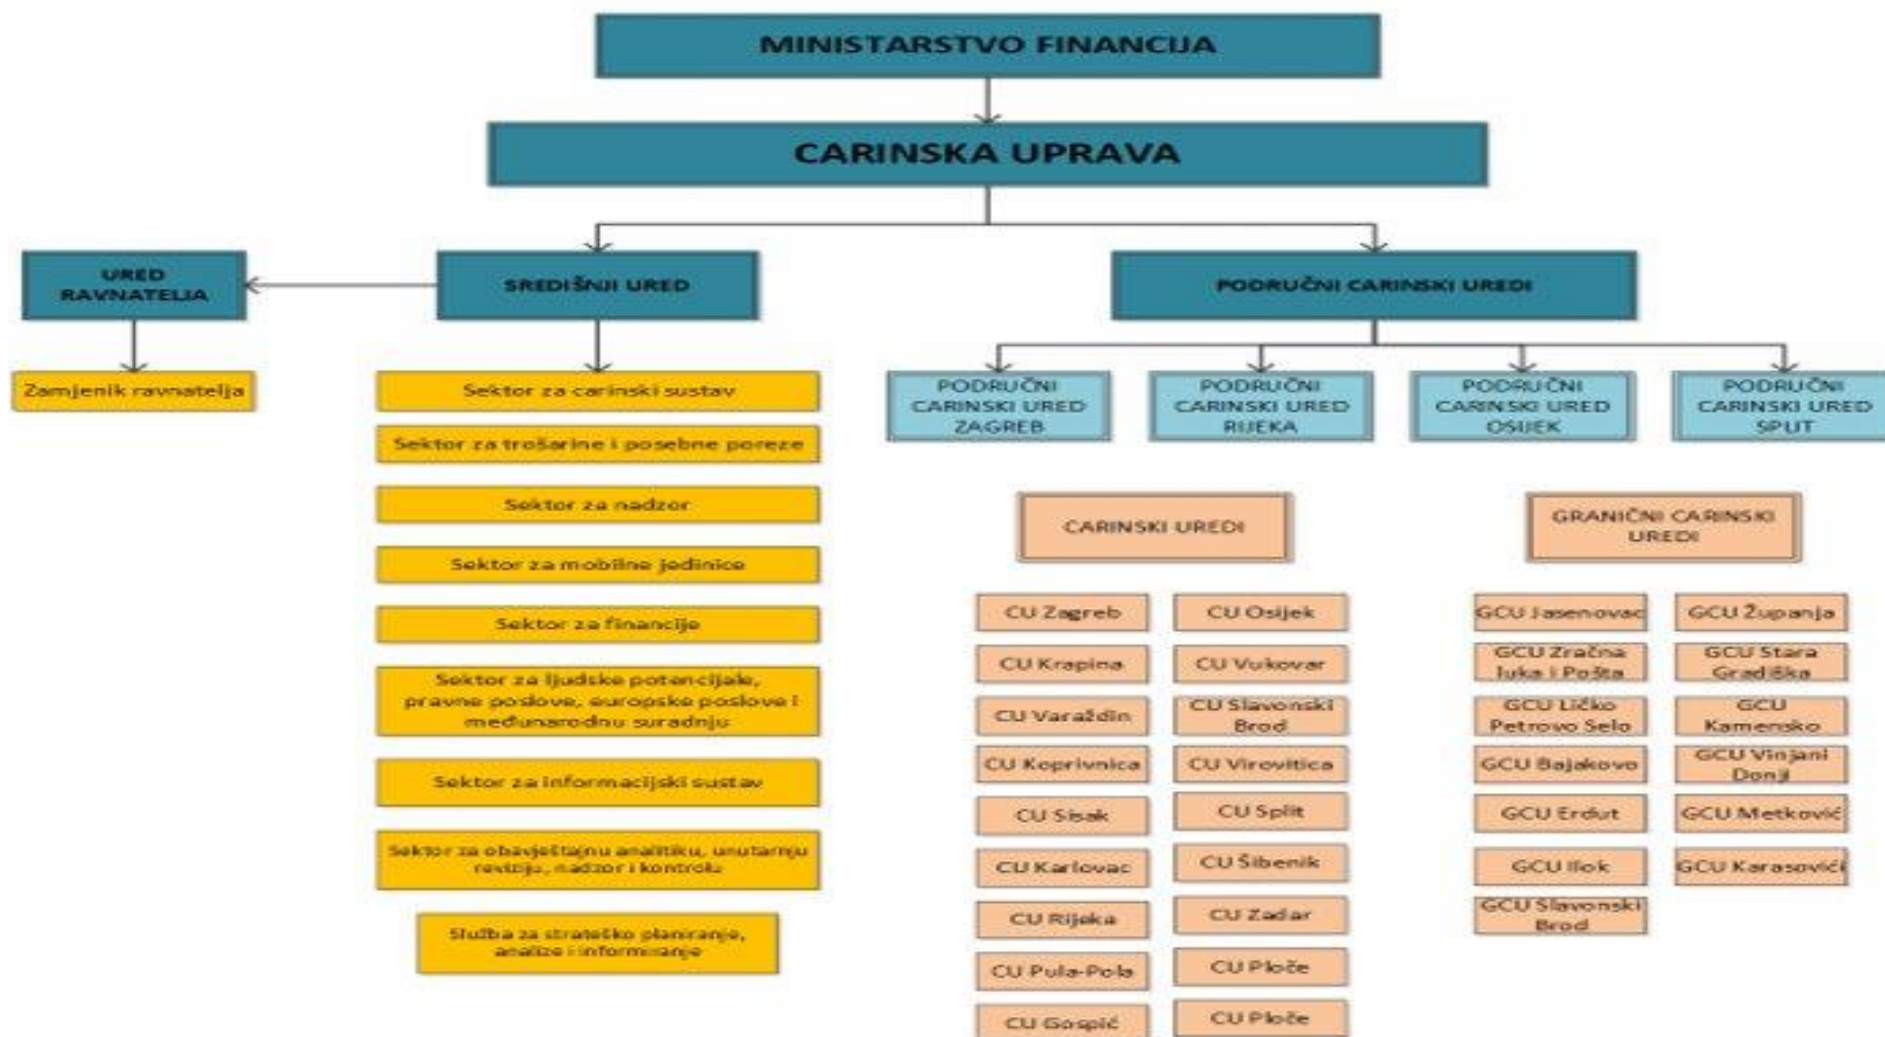 MINISTARSTVO FINANCIJA
CARINSKA UPRAVA
URED
RAVNATELJA
SREDIŠNJI URED
PODRUČNI CARINSKI UREDI
Zamjenik ravnatelja
Sektor za carinski sustav
Sektor za trošarine i posebne poreze
Sektor za nadzor
Sektor za mobilne jedinice
Sektor za financije
Sektor za ljudske potencijale,
pravne poslove, europske poslove i
međunarodnu suradnju
Sektor za informacijski sustav
Sektor za obavještajnu analitiku, unutarnju
reviziju, nadzor i kontrolu
Služba za strateško planiranje,
analize i informiranje
PODRUČNI
CARINSKI URED
ZAGREB
PODRUČNI
CARINSKI URED
RIJEKA
PODRUČNI
CARINSKI URED
OSIJEK
PODRUČNI
CARINSKI URED
SPLIT
CARINSKI UREDI
CU Zagreb
CU Krapina
CU Varaždin
CU Koprivnica
CU Sisak
CU Karlovac
CU Rijeka
CU Pula-Pola
CU Gospić
CU Osijek
CU Vukovar
CU Slavonski
Brod
CU Virovitica
CU Split
CU Šibenik
CU Zadar
CU Ploče
CU Ploče
GRANIČNI CARINSKI
UREDI
GCU Jasenovac
GCU Zračna
luka i Pošta
GCU Ličko
Petrovo Selo
GCU Bajakovo
GCU Erdut
GCU Ilok
GCU Slavonski
Brod
GCU Županja
GCU Stara
Gradiška
GCU
Kamensko
GCU Vinjani
Donji
GCU Metković
GCU Karasovići